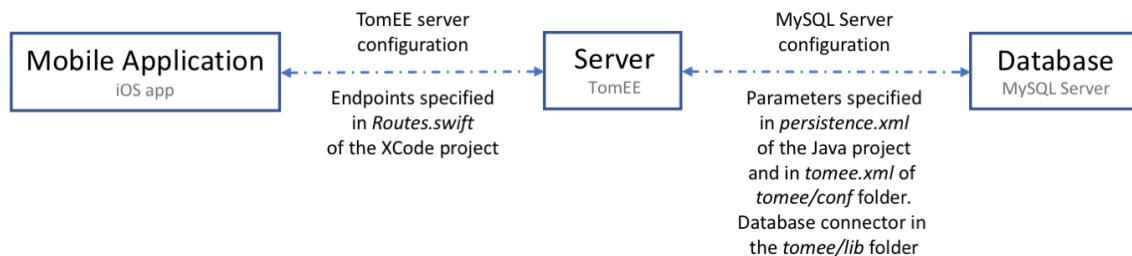 Mobile Application
iOS app
TomEE server
configuration
Endpoints specified
in Routes.swift
of the XCode project
Server
TomEE
MySQL Server
configuration
Parameters specified
in persistence.xml
of the Java project
and in tomee.xml of
tomee/conf folder.
Database connector in
the tomee/lib folder
Database
MySQL Server